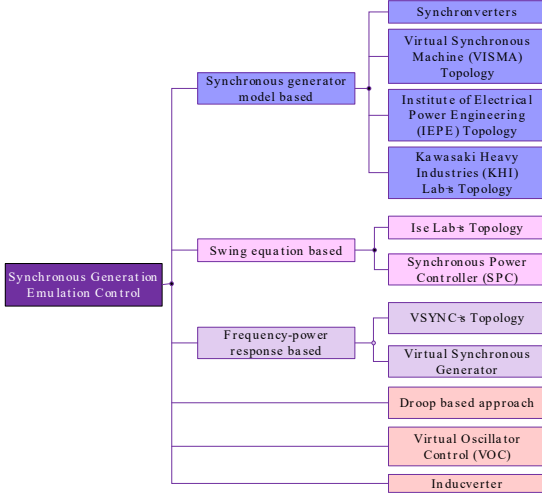 Synchronverters
Virtual Synchronous
Machine (VISMA)
Topology
Synchronous generator
model based
Institute of Electrical
Power Engineering
(IEPE) Topology
Kawasaki Heavy
Industries (KHI)
Lab's Topology
Ise Lab's Topology
Swing equation based
Synchronous Power
Controller (SPC)
Synchronous Generation
Emulation Control
VSYNC's Topology
Frequency-power
response based
Virtual Synchronous
Generator
Droop based approach
Virtual Oscillator
Control (VOC)
Inducverter